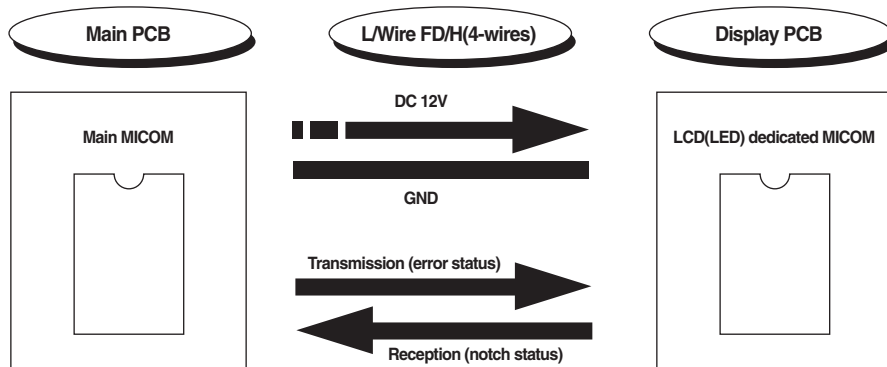 Main PCB
L/Wire FD/H(4-wires)
Display PCB
Main MICOM
DC 12V
LCD(LED) dedicated MICOM
GND
Transmission (error status)
Reception (notch status)